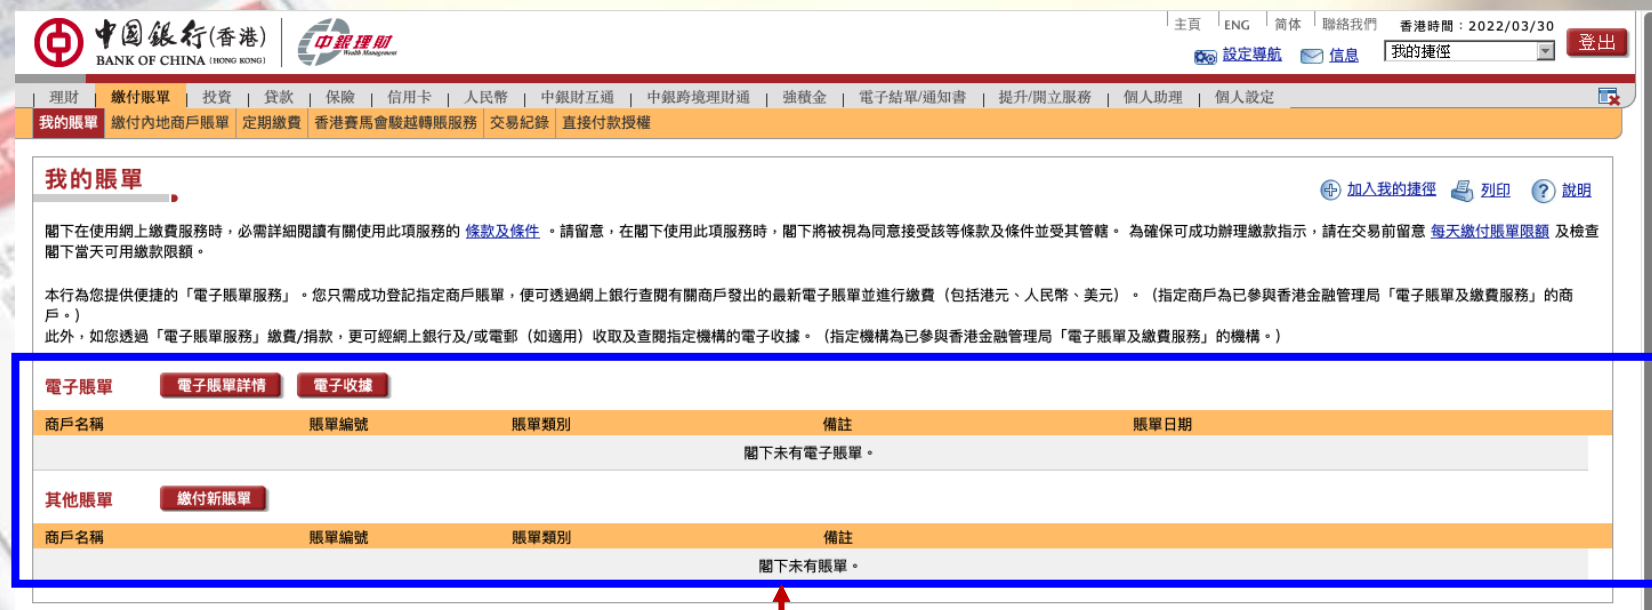 中国銀行(香港) 中銀理財
BANK OF CHINA (HONG KONG) Wealth Management
主頁 ENG 简体 聯絡我們 香港時間：2022/03/30
設定導航 信息 我的捷徑 登出
理財 繳付賬單 投資 貸款 保險 信用卡 人民幣 中銀財互通 中銀跨境理財通 強積金 電子結單/通知書 提升/開立服務 個人助理 個人設定
我的賬單 繳付內地商戶賬單 定期繳費 香港賽馬會駿越轉賬服務 交易紀錄 直接付款授權
我的賬單
加入我的捷徑 列印 說明
閣下在使用網上繳費服務時，必需詳細閱讀有關使用此項服務的 條款及條件 。請留意，在閣下使用此項服務時，閣下將被視為同意接受該等條款及條件並受其管轄。 為確保可成功辦理繳款指示，請在交易前留意 每天繳付賬單限額 及檢查
閣下當天可用繳款限額。
本行為您提供便捷的「電子賬單服務」。您只需成功登記指定商戶賬單，便可透過網上銀行查閱有關商戶發出的最新電子賬單並進行繳費（包括港元、人民幣、美元）。（指定商戶為已參與香港金融管理局「電子賬單及繳費服務」的商
戶。）
此外，如您透過「電子賬單服務」繳費/捐款，更可經網上銀行及/或電郵（如適用）收取及查閱指定機構的電子收據。（指定機構為已參與香港金融管理局「電子賬單及繳費服務」的機構。）
電子賬單 電子賬單詳情 電子收據
商戶名稱 賬單編號 賬單類別 備註 賬單日期
閣下未有電子賬單。
其他賬單 繳付新賬單
商戶名稱 賬單編號 賬單類別 備註
閣下未有賬單。